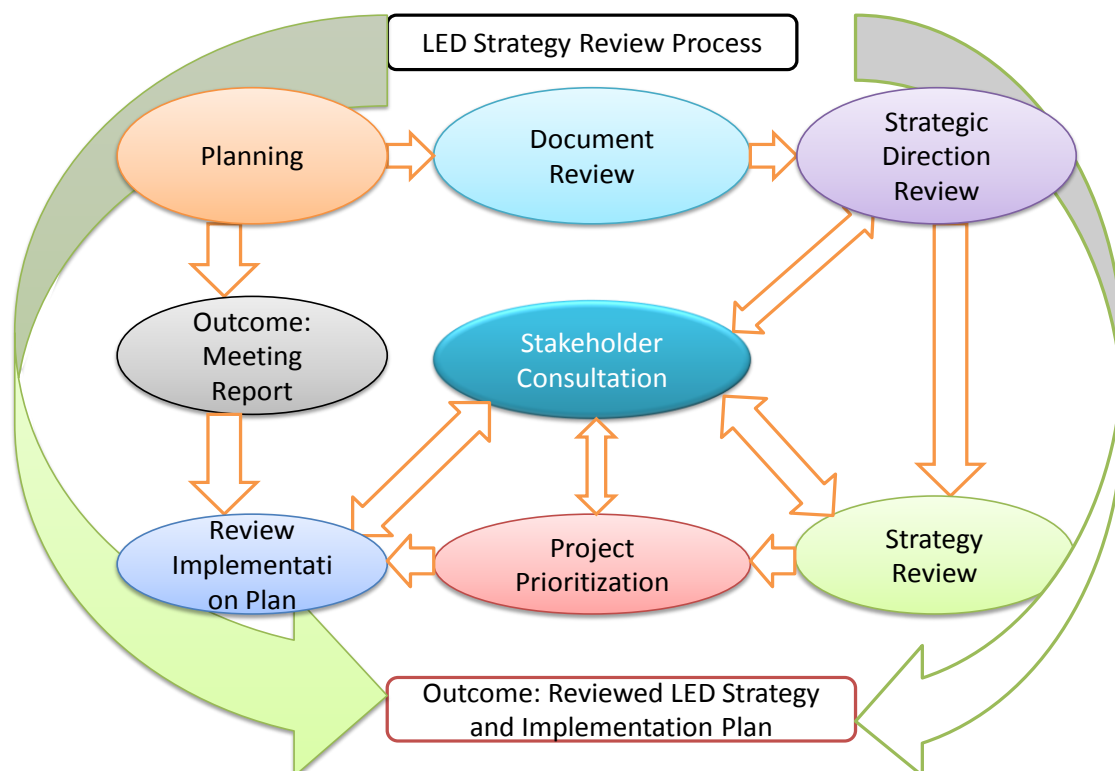 LED Strategy Review Process
Planning
Document
Review
Strategic
Direction
Review
Outcome:
Meeting
Report
Stakeholder
Consultation
Review
Implementati
on Plan
Project
Prioritization
Strategy
Review
Outcome: Reviewed LED Strategy
and Implementation Plan